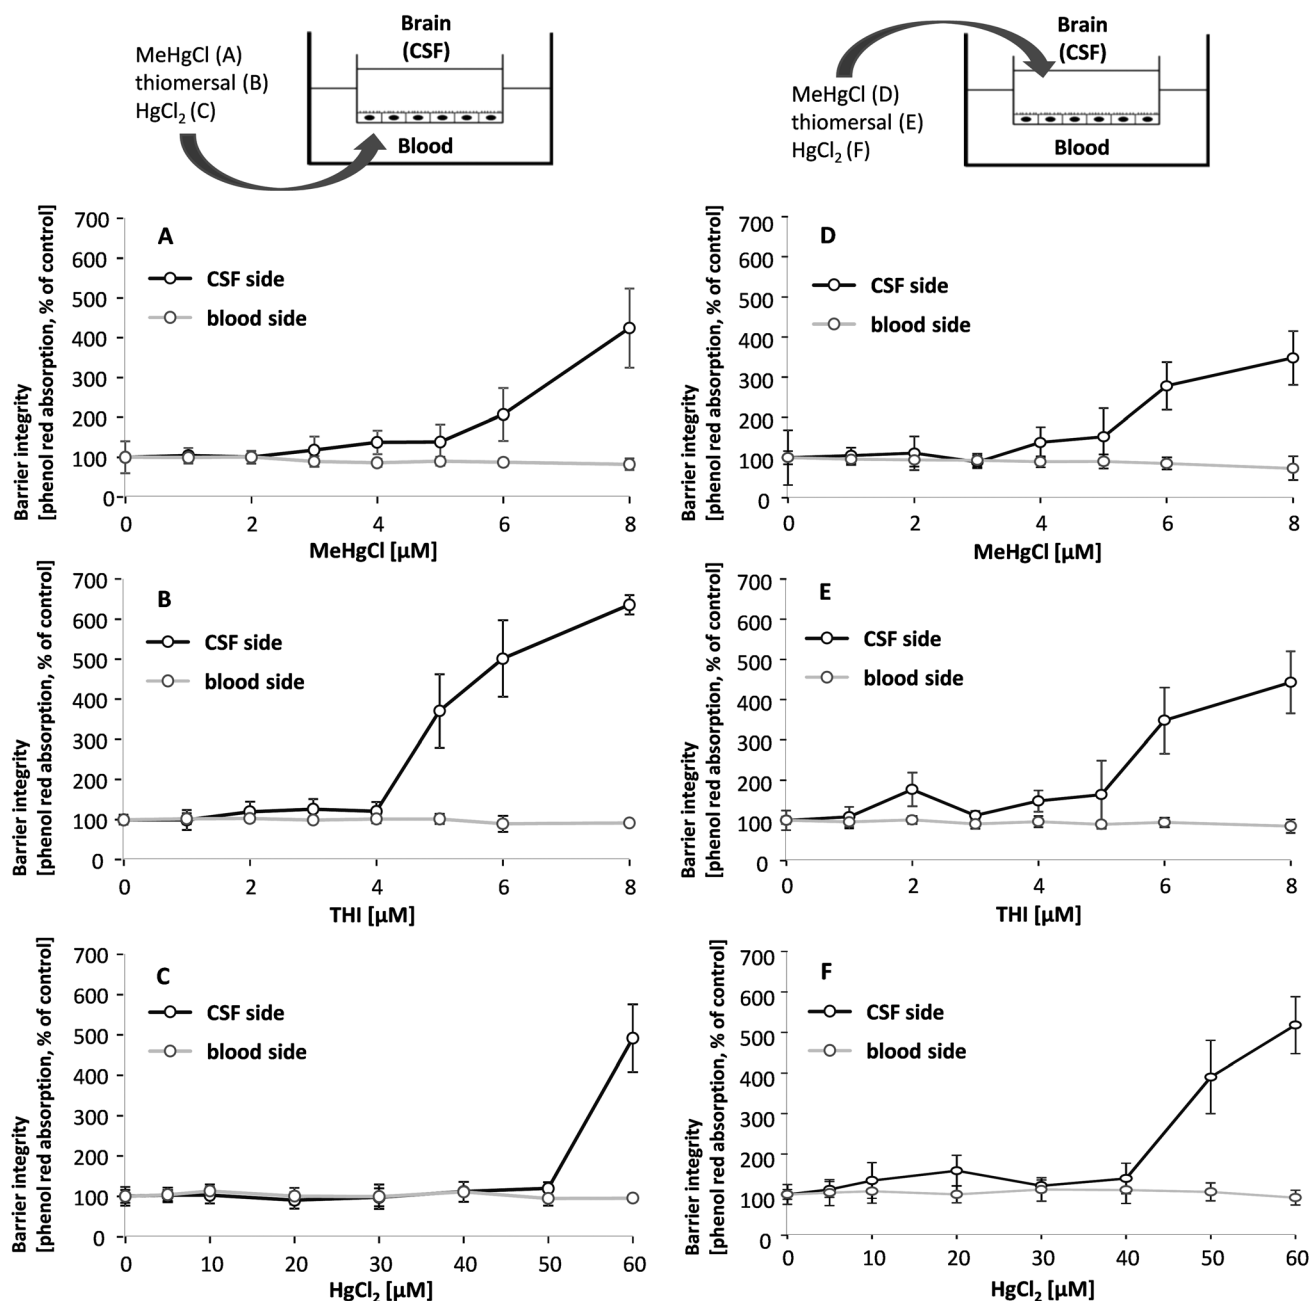 MeHgCl (A)
thiomersal (B)
HgCl₂ (C)
Brain
(CSF)
Blood
MeHgCl (D)
thiomersal (E)
HgCl₂ (F)
Brain
(CSF)
Blood
A
CSF side
blood side
Barrier integrity
[phenol red absorption, % of control]
700
600
500
400
300
200
100
0
0 2 4 6 8
MeHgCl [µM]
D
CSF side
blood side
Barrier integrity
[phenol red absorption, % of control]
700
600
500
400
300
200
100
0
0 2 4 6 8
MeHgCl [µM]
B
CSF side
blood side
Barrier integrity
[phenol red absorption, % of control]
700
600
500
400
300
200
100
0
0 2 4 6 8
THI [µM]
E
CSF side
blood side
Barrier integrity
[phenol red absorption, % of control]
700
600
500
400
300
200
100
0
0 2 4 6 8
THI [µM]
C
CSF side
blood side
Barrier integrity
[phenol red absorption, % of control]
700
600
500
400
300
200
100
0
0 10 20 30 40 50 60
HgCl₂ [µM]
F
CSF side
blood side
Barrier integrity
[phenol red absorption, % of control]
700
600
500
400
300
200
100
0
0 10 20 30 40 50 60
HgCl₂ [µM]